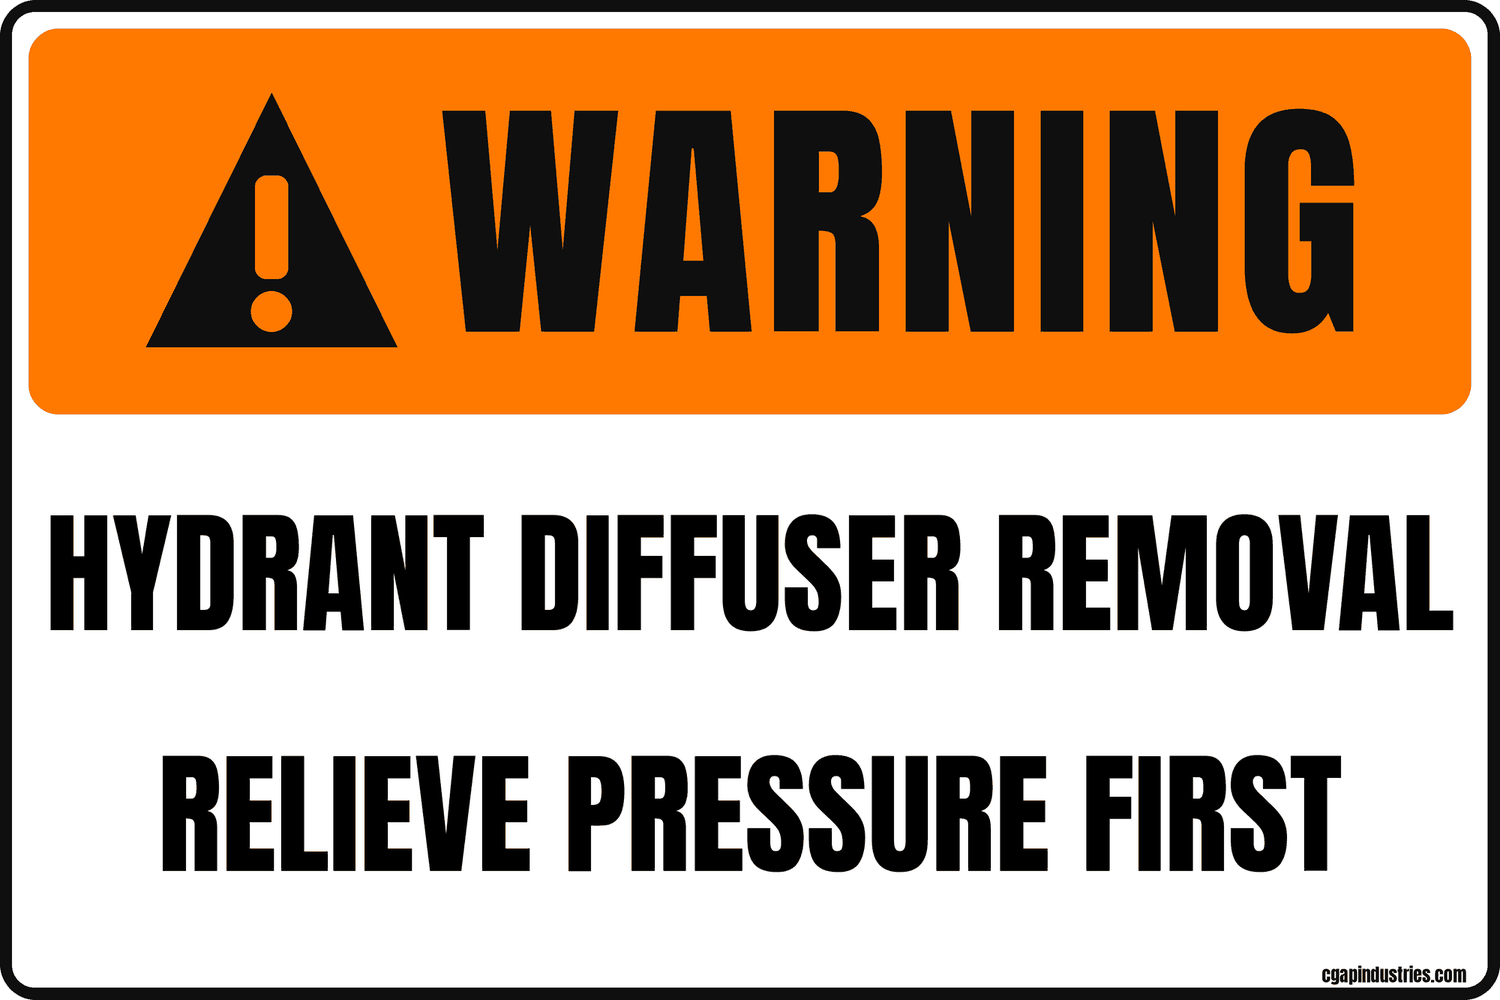 WARNING
HYDRANT DIFFUSER REMOVAL
RELIEVE PRESSURE FIRST
cgapindustries.com